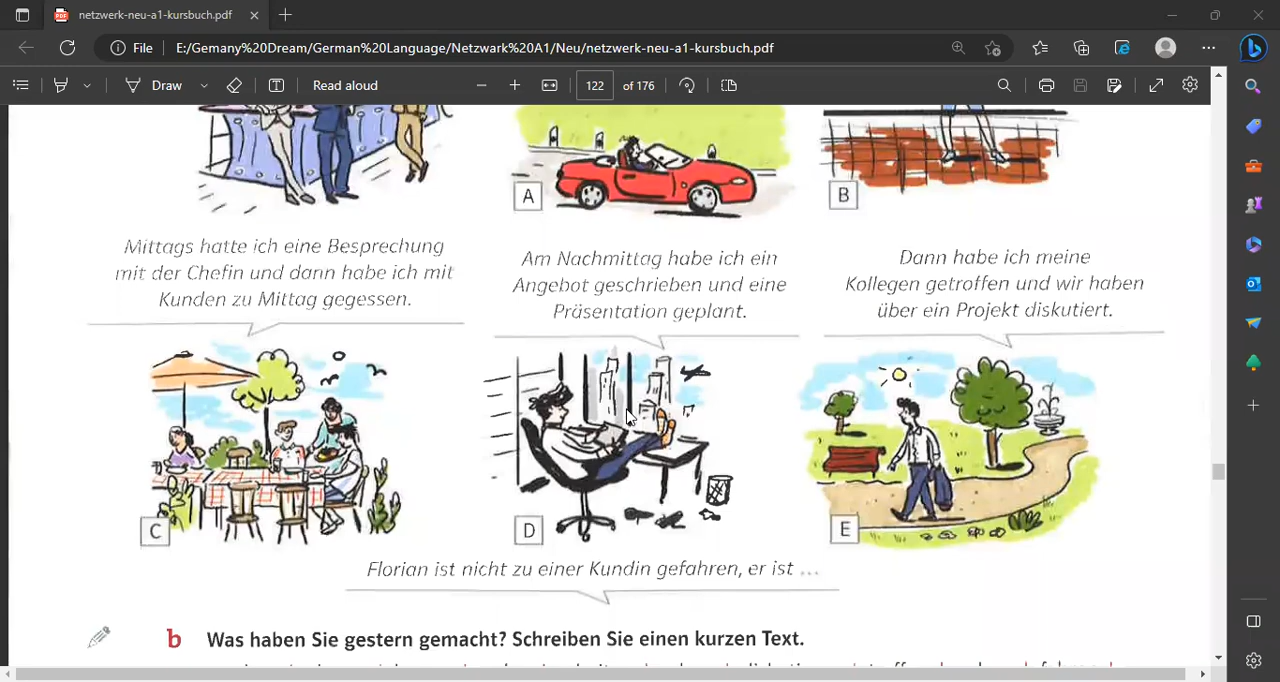 netzwerk-neu-a1-kursbuch.pdf
File
E:/Gemany%20Dream/German%20Language/Netzwark%20A1/Neu/netzwerk-neu-a1-kursbuch.pdf
Draw
Read aloud
122
of 176
A
B
Mittags hatte ich eine Besprechung
mit der Chefin und dann habe ich mit
Kunden zu Mittag gegessen.
Am Nachmittag habe ich ein
Angebot geschrieben und eine
Präsentation geplant.
Dann habe ich meine
Kollegen getroffen und wir haben
über ein Projekt diskutiert.
C
D
E
Florian ist nicht zu einer Kundin gefahren, er ist ...
b Was haben Sie gestern gemacht? Schreiben Sie einen kurzen Text.